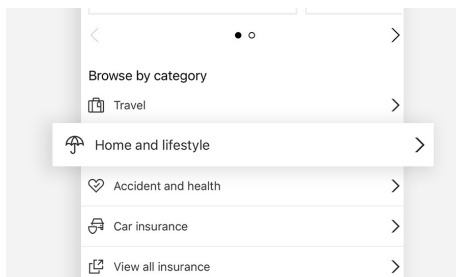 Browse by category
Travel
Home and lifestyle
Accident and health
Car insurance
View all insurance